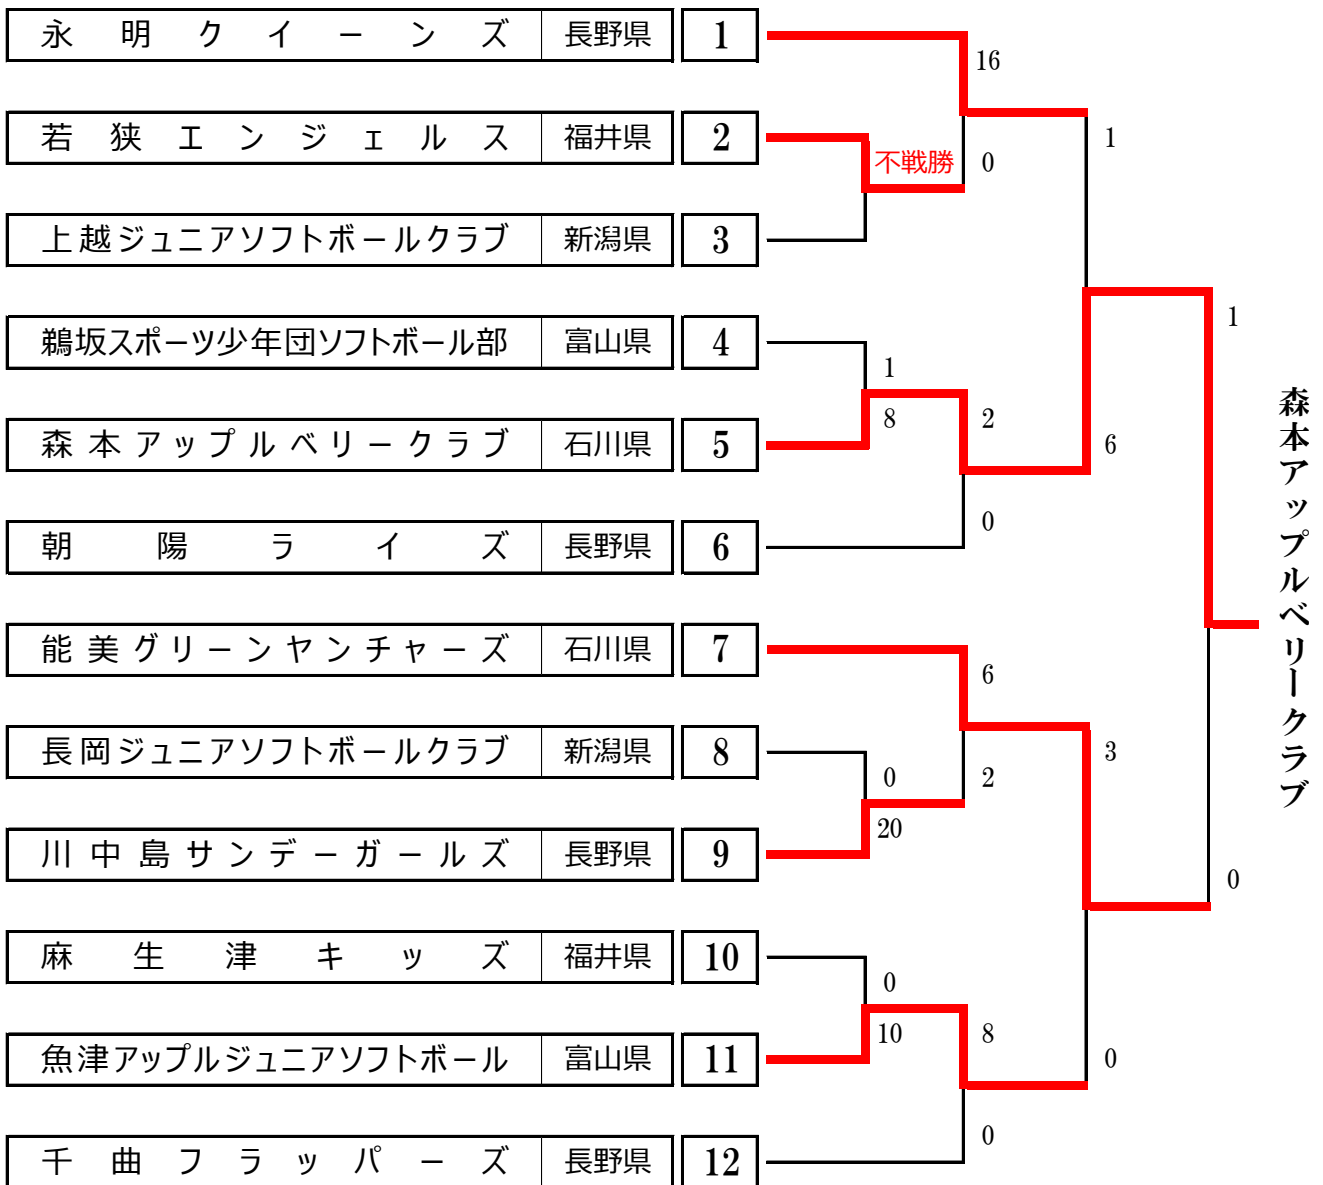 永明クイーンズ 長野県 1
16
若狭エンジェルス 福井県 2
1
不戦勝 0
上越ジュニアソフトボールクラブ 新潟県 3
1
鵜坂スポーツ少年団ソフトボール部 富山県 4
1
8 2
森本アップルベリークラブ 石川県 5
6
0
朝陽ライズ 長野県 6
森本アップルベリークラブ
能美グリーンヤンチャーズ 石川県 7
6
長岡ジュニアソフトボールクラブ 新潟県 8
3
0 2
20
川中島サンデーガールズ 長野県 9
0
麻生津キッズ 福井県 10
0
10 8
魚津アップルジュニアソフトボール 富山県 11
0
0
千曲フラッパーズ 長野県 12